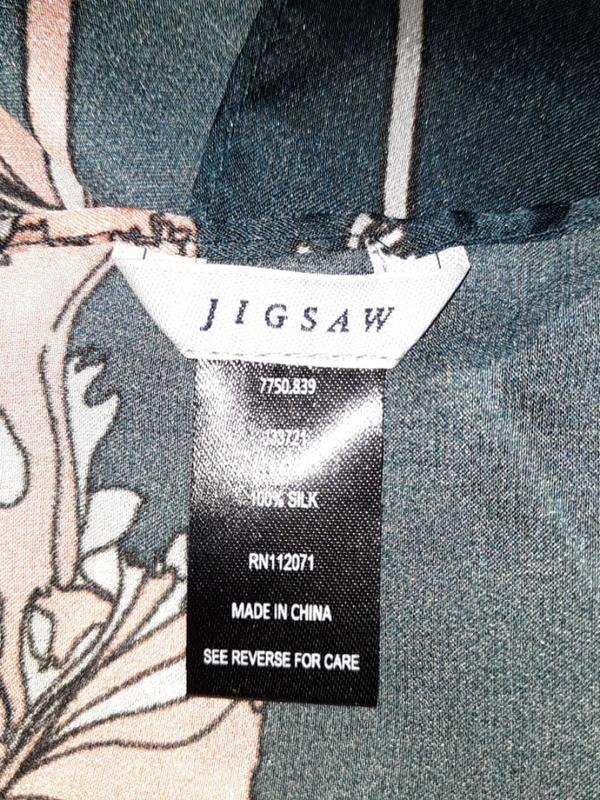 JIGSAW
7750.839
100% SILK
RN112071
MADE IN CHINA
SEE REVERSE FOR CARE